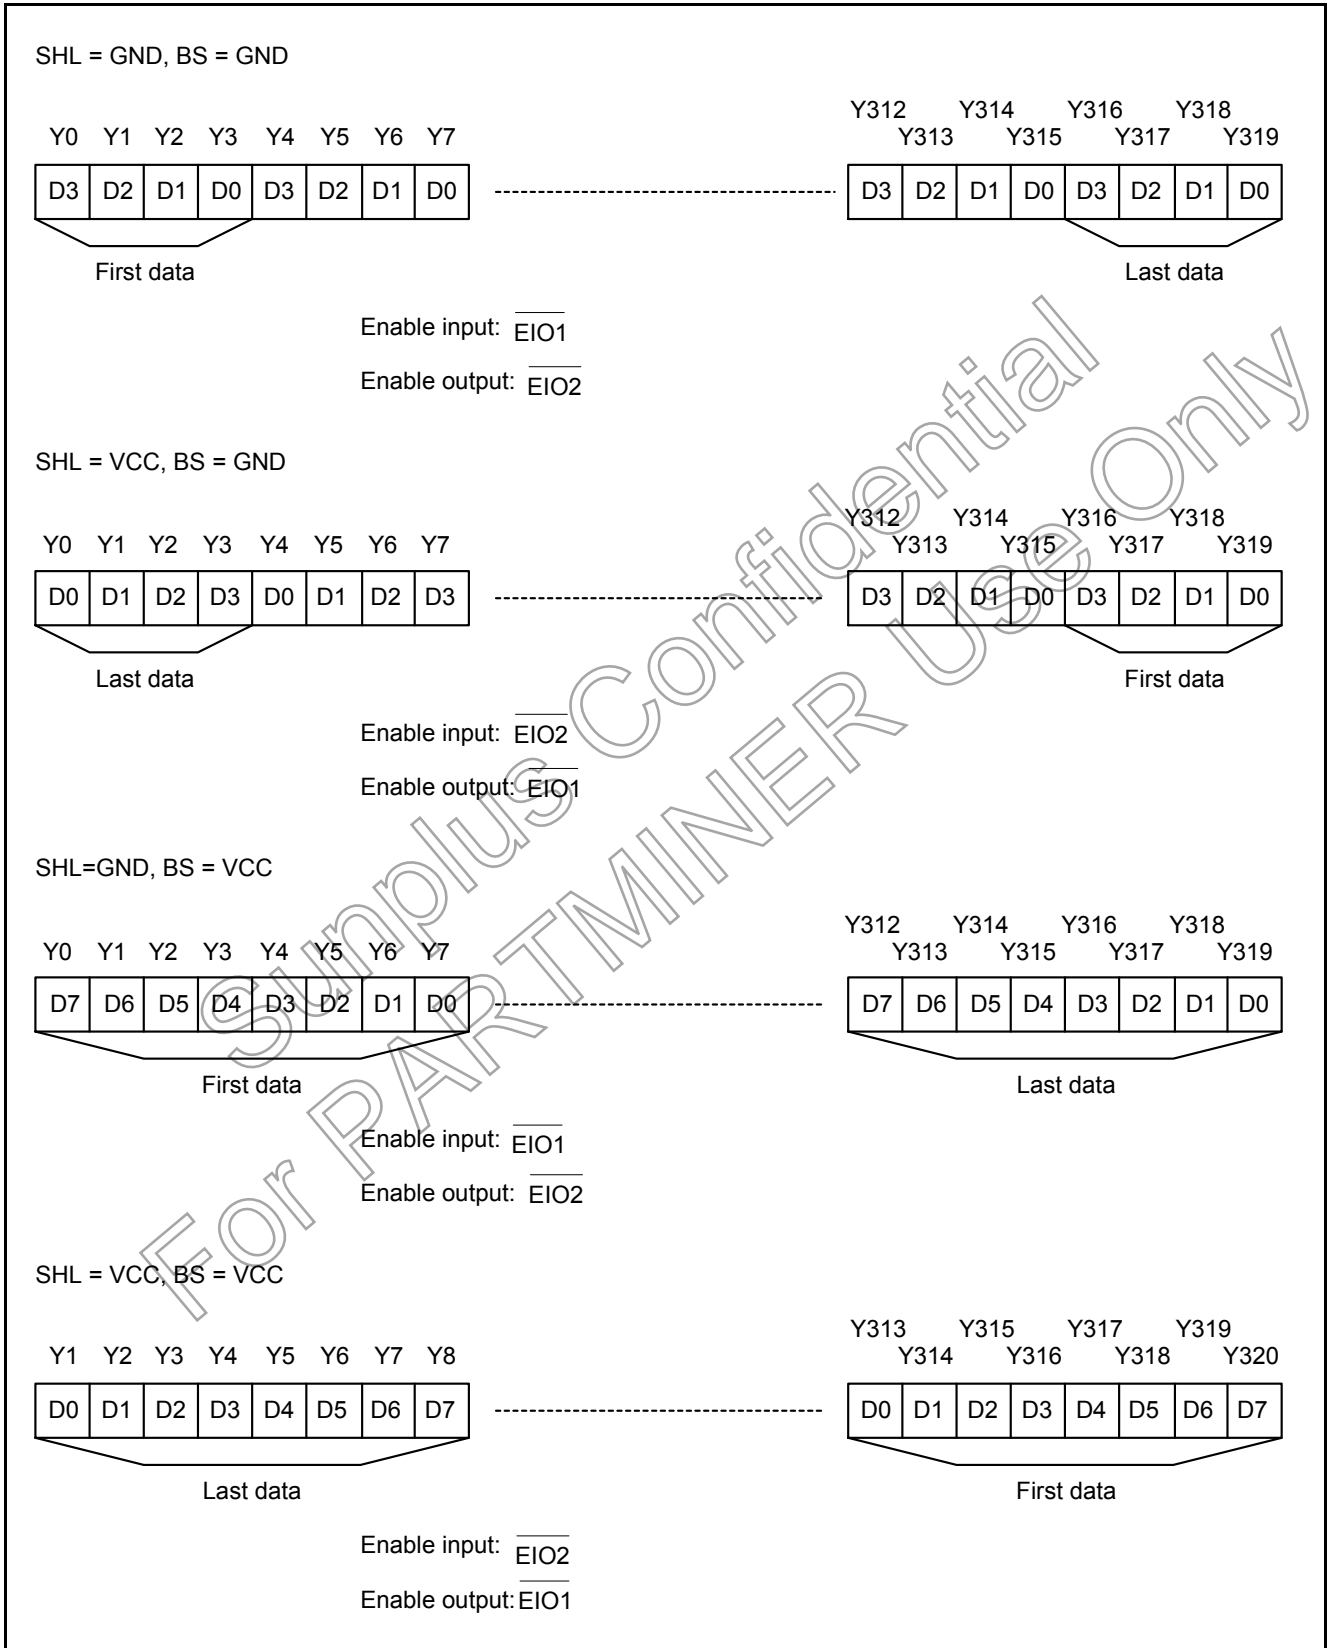 SHL = GND, BS = GND
Y312 Y314 Y316 Y318
Y0 Y1 Y2 Y3 Y4 Y5 Y6 Y7 Y313 Y315 Y317 Y319
D3 D2 D1 D0 D3 D2 D1 D0 D3 D2 D1 D0 D3 D2 D1 D0
First data Last data
Enable input: EIO1
Enable output: EIO2
SHL = VCC, BS = GND
Y312 Y314 Y316 Y318
Y0 Y1 Y2 Y3 Y4 Y5 Y6 Y7 Y313 Y315 Y317 Y319
D0 D1 D2 D3 D0 D1 D2 D3 D3 D2 D1 D0 D3 D2 D1 D0
Last data First data
Enable input: EIO2
Enable output: EIO1
SHL=GND, BS = VCC
Y312 Y314 Y316 Y318
Y0 Y1 Y2 Y3 Y4 Y5 Y6 Y7 Y313 Y315 Y317 Y319
D7 D6 D5 D4 D3 D2 D1 D0 D7 D6 D5 D4 D3 D2 D1 D0
First data Last data
Enable input: EIO1
Enable output: EIO2
SHL = VCC, BS = VCC
Y313 Y315 Y317 Y319
Y1 Y2 Y3 Y4 Y5 Y6 Y7 Y8 Y314 Y316 Y318 Y320
D0 D1 D2 D3 D4 D5 D6 D7 D0 D1 D2 D3 D4 D5 D6 D7
Last data First data
Enable input: EIO2
Enable output: EIO1
Sunplus Confidential
For PARTMINER Use Only